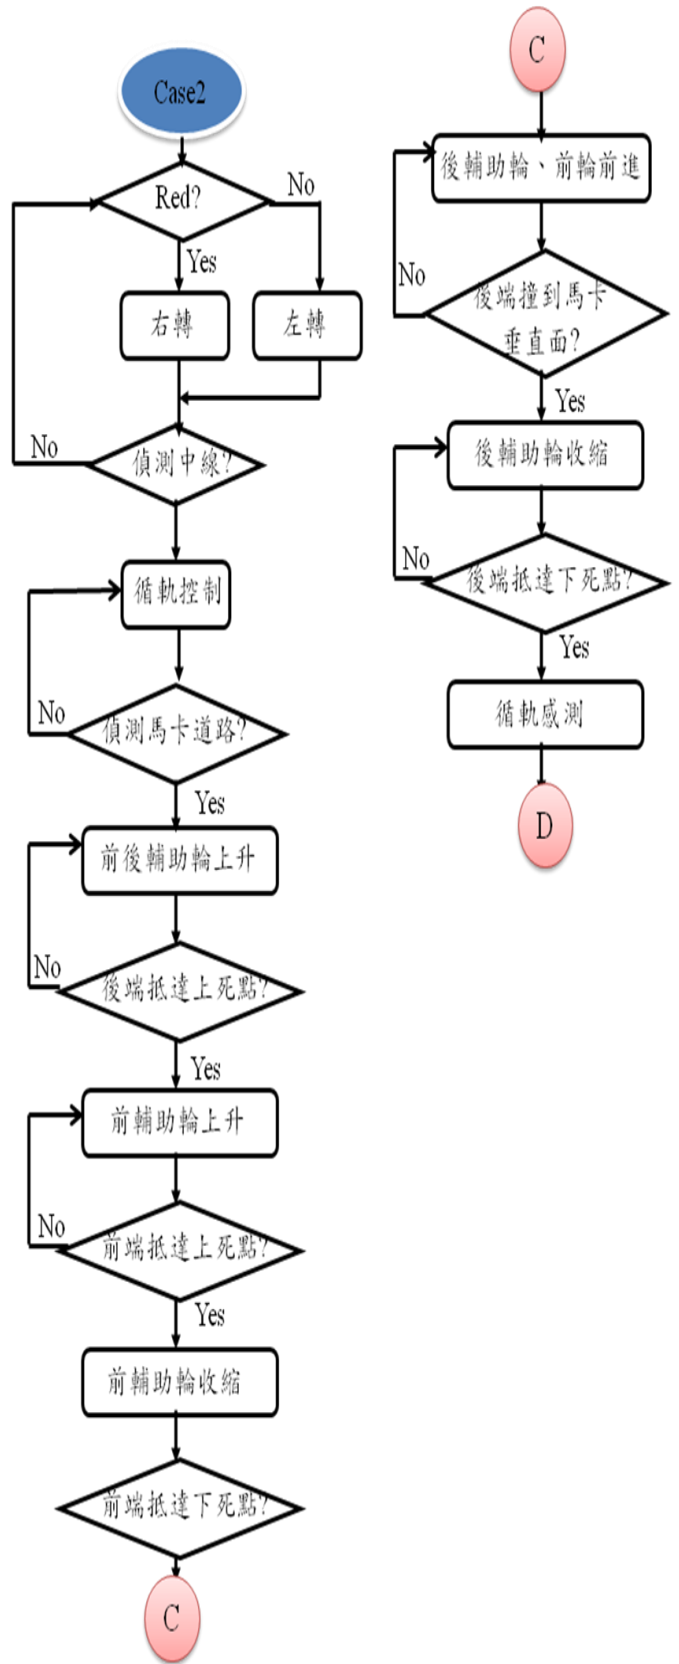 Case2
Red?
No
Yes
右轉
左轉
No
偵測中線?
循軌控制
No
偵測馬卡道路?
Yes
前後輔助輪上升
No
後端抵達上死點?
Yes
前輔助輪上升
No
前端抵達上死點?
Yes
前輔助輪收縮
前端抵達下死點?
C
C
後輔助輪、前輪前進
No
後端撞到馬卡
垂直面?
Yes
後輔助輪收縮
No
後端抵達下死點?
Yes
循軌感測
D